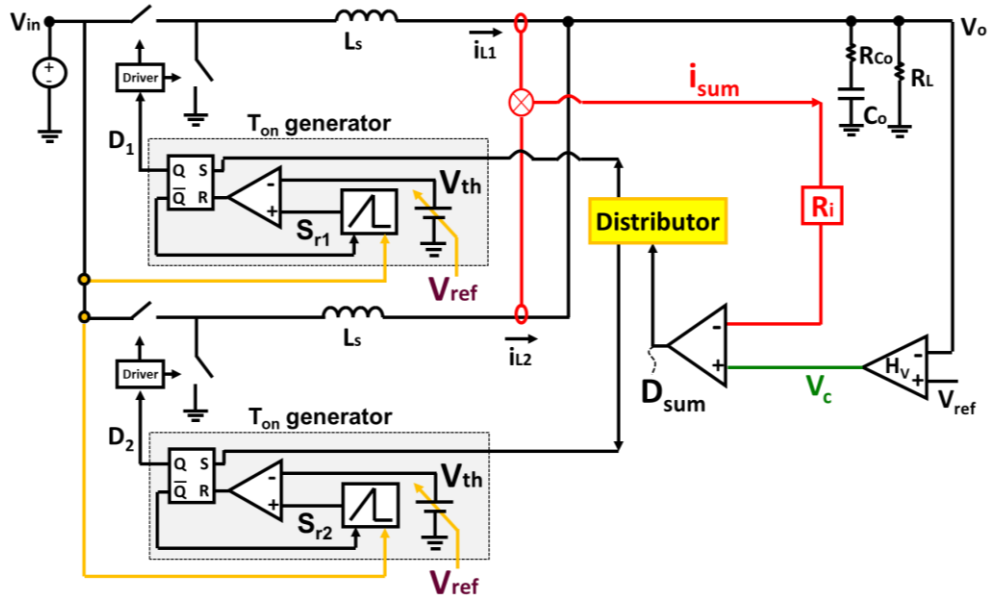 Vin
+
-
Driver
Ls
iL1
isum
RCo
Co
RL
Vo
D1
Ton generator
Q S
Q̅ R
-
+
Sr1
Vth
Vref
Distributor
Ri
Ls
iL2
Driver
-
+
Dsum
Vc
HV
-
+
Vref
D2
Ton generator
Q S
Q̅ R
-
+
Sr2
Vth
Vref